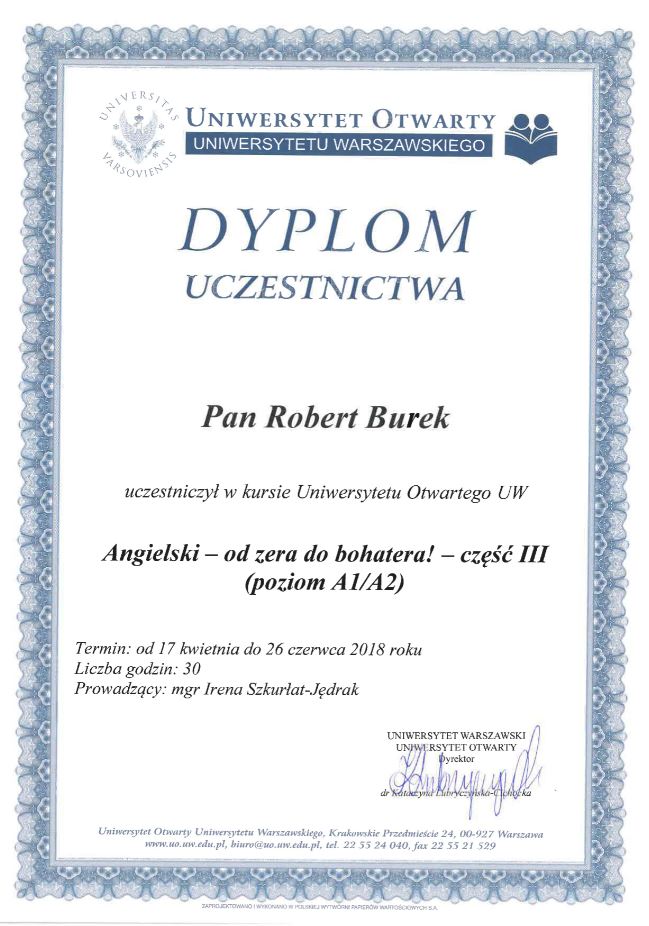 UNIVERSITAS
VARSOVIENSIS
UNIWERSYTET OTWARTY
UNIWERSYTETU WARSZAWSKIEGO
DYPLOM
UCZESTNICTWA
Pan Robert Burek
uczestniczył w kursie Uniwersytetu Otwartego UW
Angielski – od zera do bohatera! – część III
(poziom A1/A2)
Termin: od 17 kwietnia do 26 czerwca 2018 roku
Liczba godzin: 30
Prowadzący: mgr Irena Szkurłat-Jędrak
UNIWERSYTET WARSZAWSKI
UNIWERSYTET OTWARTY
Dyrektor
dr Katarzyna Lubryczyńska-Cichocka
Uniwersytet Otwarty Uniwersytetu Warszawskiego, Krakowskie Przedmieście 24, 00-927 Warszawa
www.uo.uw.edu.pl, biuro@uo.uw.edu.pl, tel. 22 55 24 040, fax 22 55 21 529
ZAPROJEKTOWANO I WYKONANO W POLSKIEJ WYTWÓRNI PAPIERÓW WARTOŚCIOWYCH S.A.